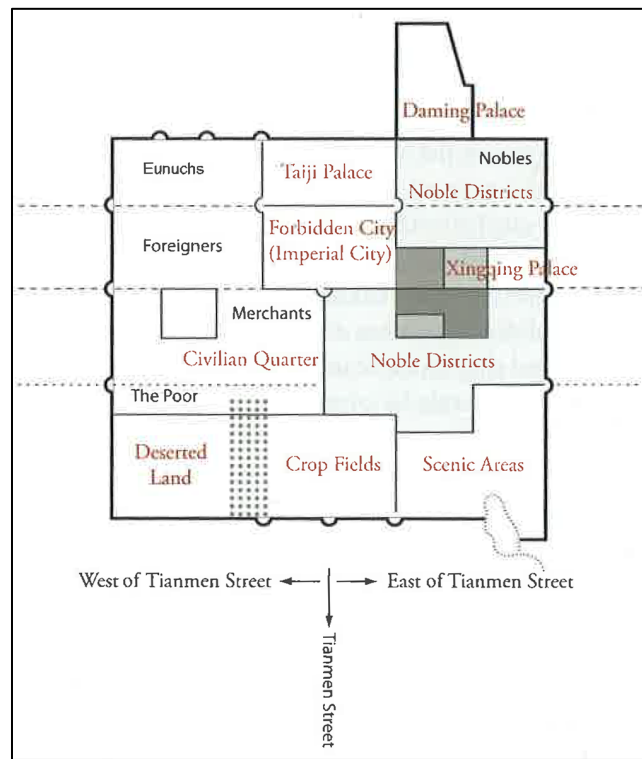 Daming Palace
Eunuchs
Taiji Palace
Nobles
Noble Districts
Foreigners
Forbidden City
(Imperial City)
Xingqing Palace
Merchants
Civilian Quarter
Noble Districts
The Poor
Deserted
Land
Crop Fields
Scenic Areas
West of Tianmen Street
East of Tianmen Street
Tianmen Street